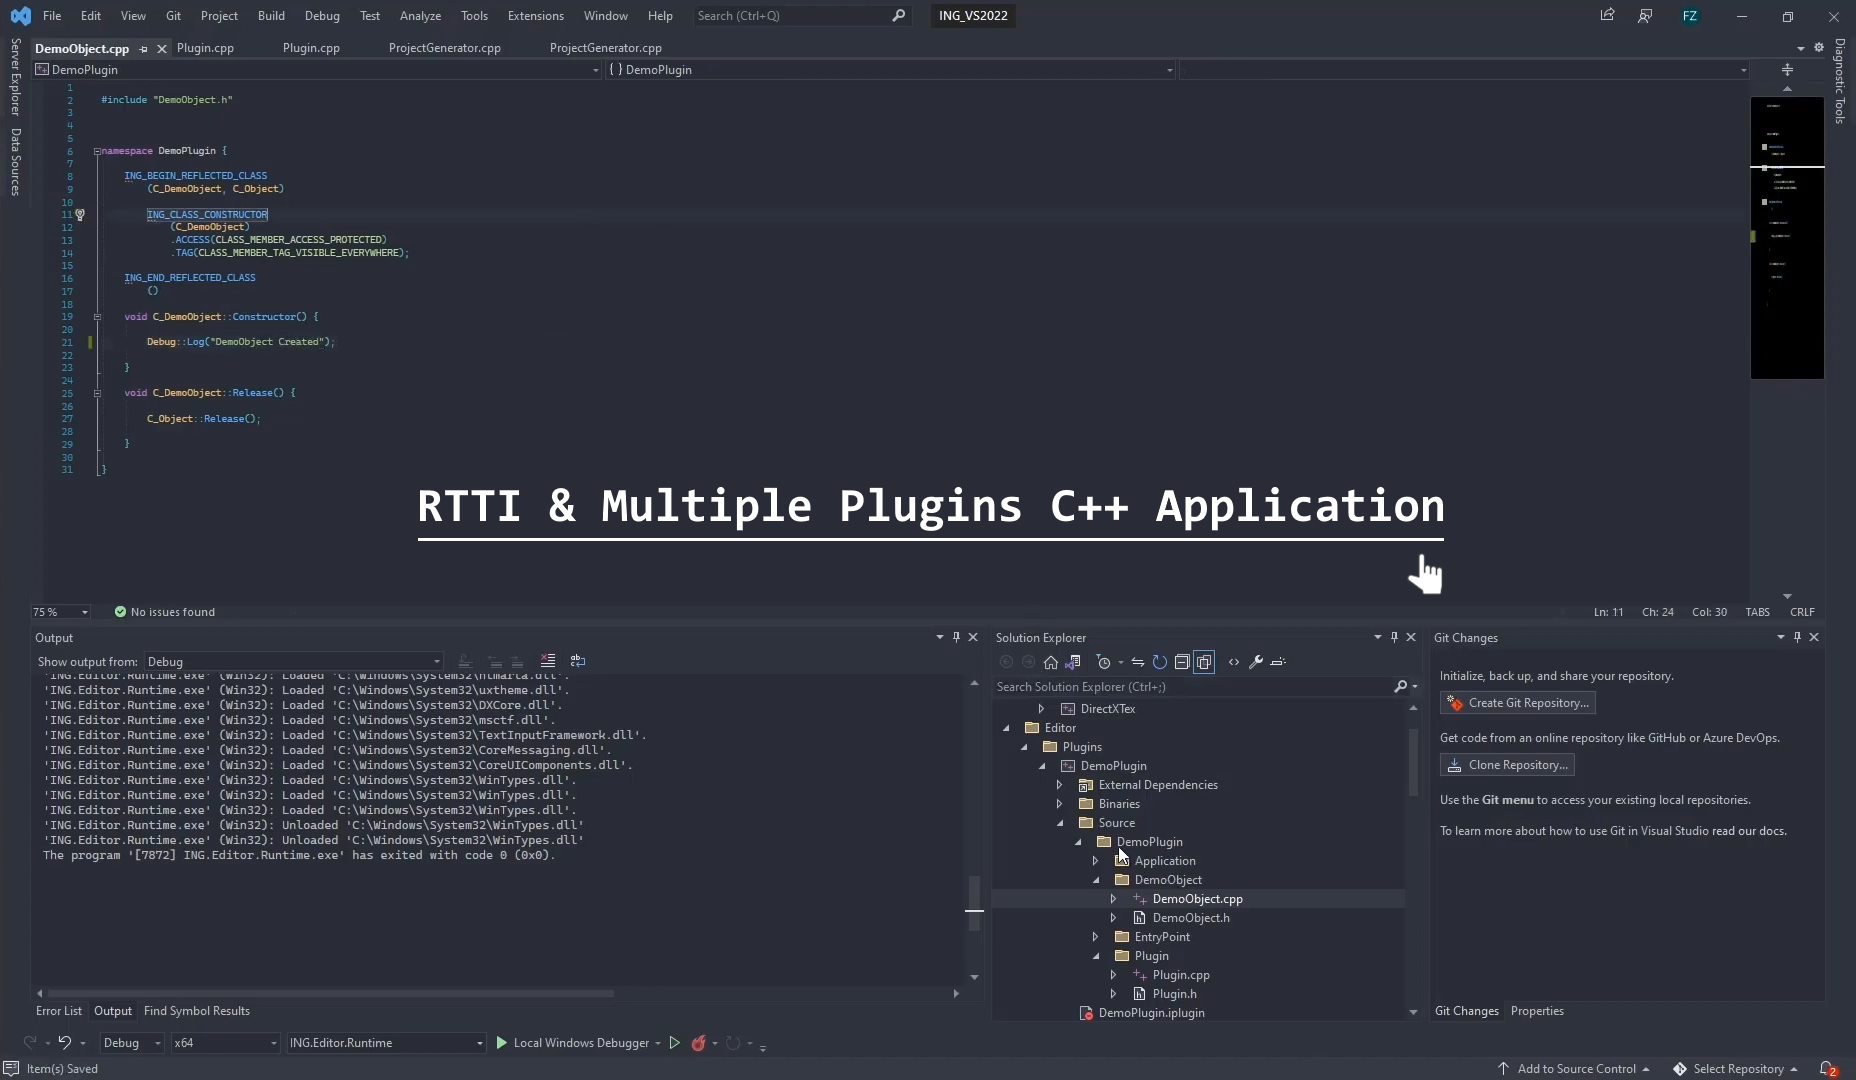 File Edit View Git Project Build Debug Test Analyze Tools Extensions Window Help Search (Ctrl+Q) ING_VS2022 FZ
DemoObject.cpp Plugin.cpp Plugin.cpp ProjectGenerator.cpp ProjectGenerator.cpp
DemoPlugin { } DemoPlugin
Server Explorer
Data Sources
Diagnostic Tools
1
2 #include "DemoObject.h"
3
4
5
6 namespace DemoPlugin {
7
8 ING_BEGIN_REFLECTED_CLASS
9 (C_DemoObject, C_Object)
10
11 ING_CLASS_CONSTRUCTOR
12 (C_DemoObject)
13 .ACCESS(CLASS_MEMBER_ACCESS_PROTECTED)
14 .TAG(CLASS_MEMBER_TAG_VISIBLE_EVERYWHERE);
15
16 ING_END_REFLECTED_CLASS
17 ()
18
19 void C_DemoObject::Constructor() {
20
21 Debug::Log("DemoObject Created");
22
23 }
24
25 void C_DemoObject::Release() {
26
27 C_Object::Release();
28
29 }
30
31 }
RTTI & Multiple Plugins C++ Application
75 % No issues found Ln: 11 Ch: 24 Col: 30 TABS CRLF
Output
Show output from: Debug
'ING.Editor.Runtime.exe' (Win32): Loaded 'C:\Windows\System32\ntmarta.dll'.
'ING.Editor.Runtime.exe' (Win32): Loaded 'C:\Windows\System32\uxtheme.dll'.
'ING.Editor.Runtime.exe' (Win32): Loaded 'C:\Windows\System32\DXCore.dll'.
'ING.Editor.Runtime.exe' (Win32): Loaded 'C:\Windows\System32\msctf.dll'.
'ING.Editor.Runtime.exe' (Win32): Loaded 'C:\Windows\System32\TextInputFramework.dll'.
'ING.Editor.Runtime.exe' (Win32): Loaded 'C:\Windows\System32\CoreMessaging.dll'.
'ING.Editor.Runtime.exe' (Win32): Loaded 'C:\Windows\System32\CoreUIComponents.dll'.
'ING.Editor.Runtime.exe' (Win32): Loaded 'C:\Windows\System32\WinTypes.dll'.
'ING.Editor.Runtime.exe' (Win32): Loaded 'C:\Windows\System32\WinTypes.dll'.
'ING.Editor.Runtime.exe' (Win32): Loaded 'C:\Windows\System32\WinTypes.dll'.
'ING.Editor.Runtime.exe' (Win32): Unloaded 'C:\Windows\System32\WinTypes.dll'
'ING.Editor.Runtime.exe' (Win32): Unloaded 'C:\Windows\System32\WinTypes.dll'
The program '[7872] ING.Editor.Runtime.exe' has exited with code 0 (0x0).
Error List Output Find Symbol Results
Solution Explorer
Search Solution Explorer (Ctrl+;)
DirectXTex
Editor
Plugins
DemoPlugin
External Dependencies
Binaries
Source
DemoPlugin
Application
DemoObject
DemoObject.cpp
DemoObject.h
EntryPoint
Plugin
Plugin.cpp
Plugin.h
DemoPlugin.iplugin
Git Changes
Initialize, back up, and share your repository.
Create Git Repository...
Get code from an online repository like GitHub or Azure DevOps.
Clone Repository...
Use the Git menu to access your existing local repositories.
To learn more about how to use Git in Visual Studio read our docs.
Git Changes Properties
Debug x64 ING.Editor.Runtime Local Windows Debugger
Item(s) Saved Add to Source Control Select Repository 2